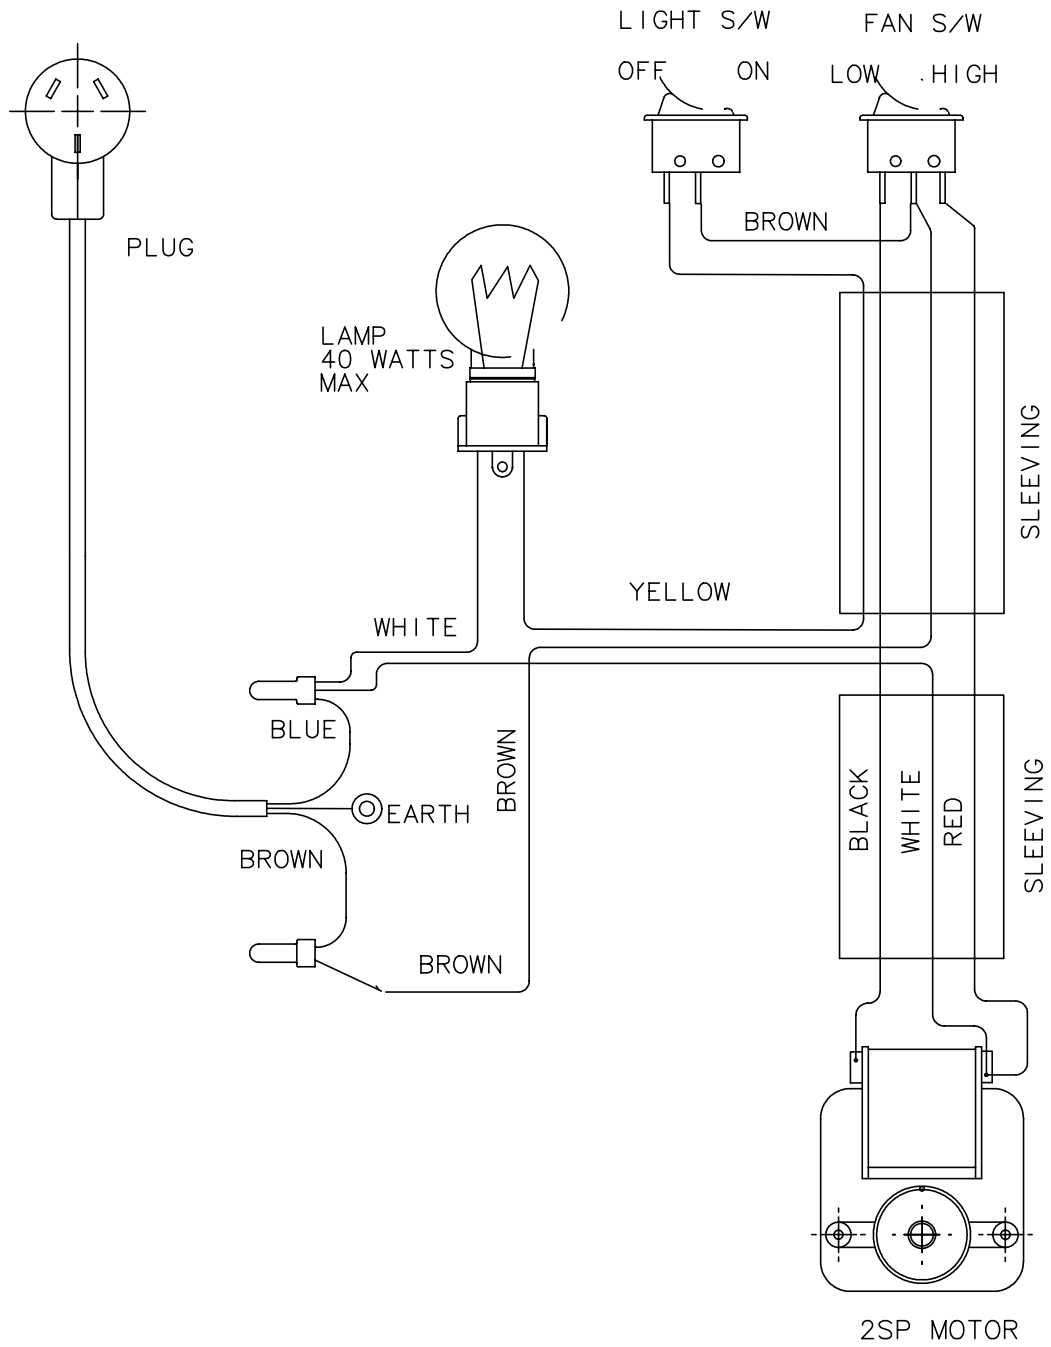 LIGHT S/W
FAN S/W
OFF ON
LOW HIGH
BROWN
PLUG
LAMP
40 WATTS
MAX
SLEEVING
YELLOW
WHITE
BLUE
BROWN
BLACK
WHITE
RED
SLEEVING
EARTH
BROWN
BROWN
2SP MOTOR